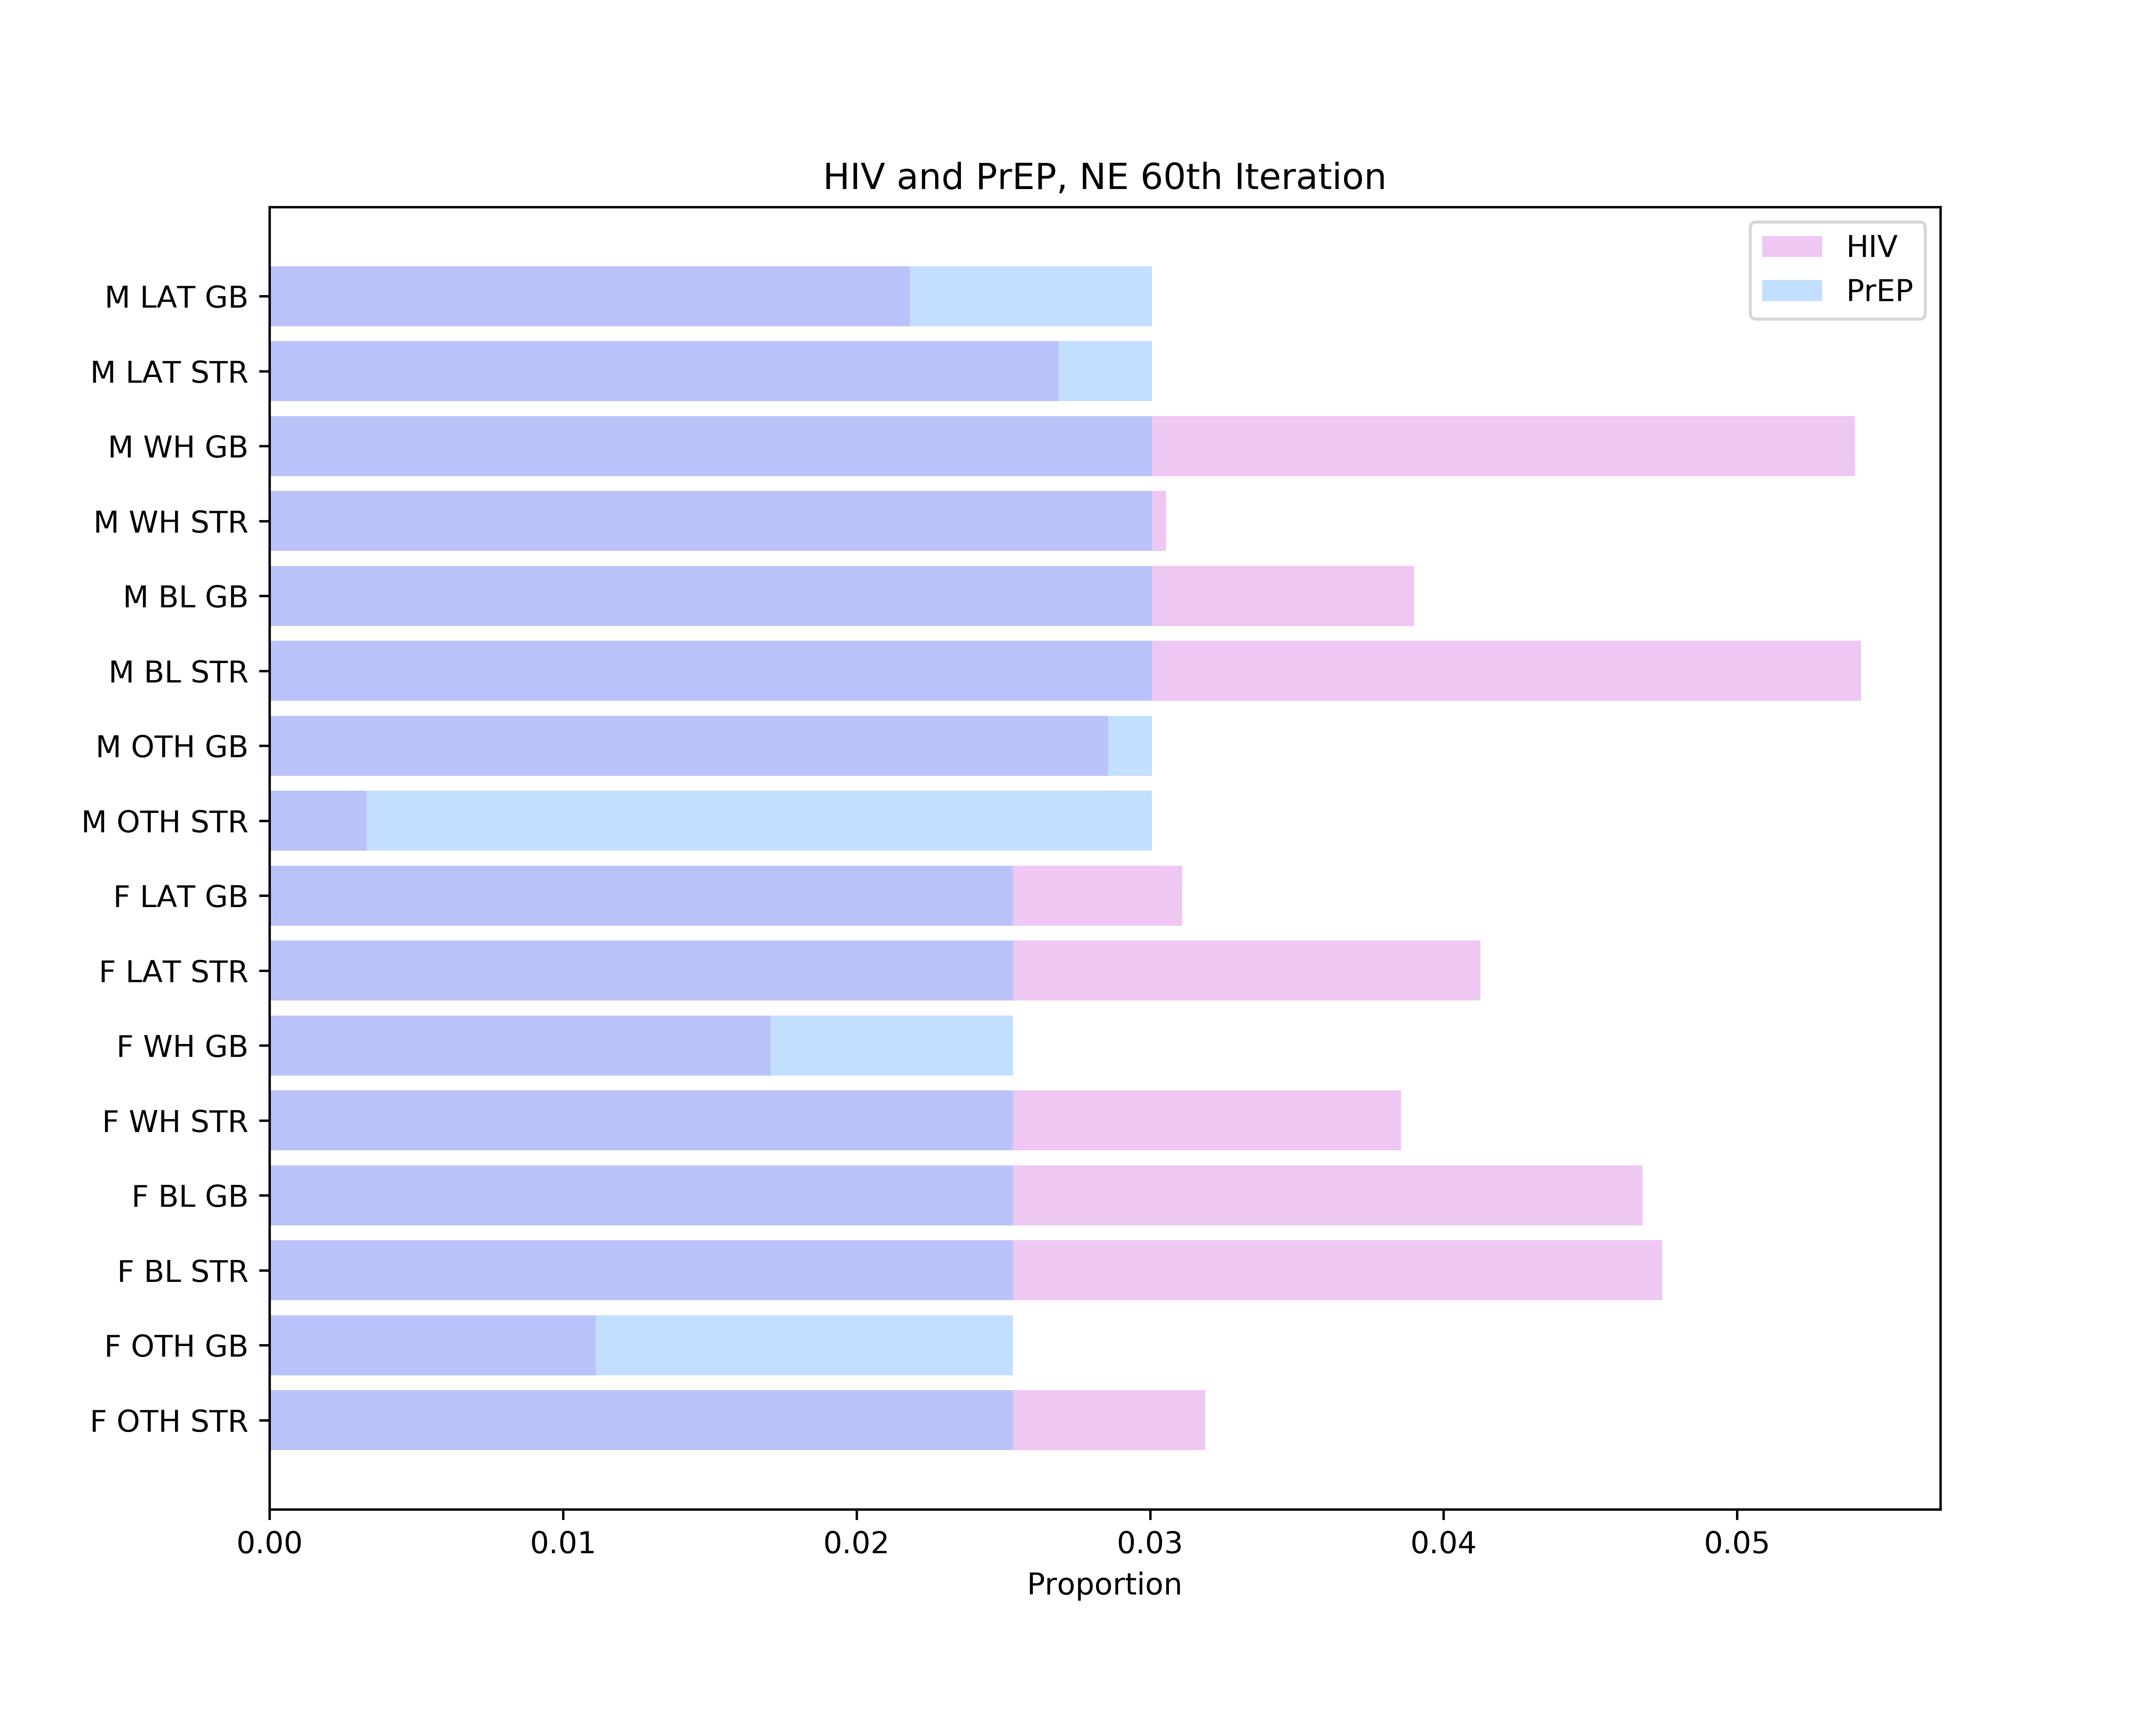 HIV and PrEP, NE 60th Iteration
HIV
PrEP
M LAT GB
M LAT STR
M WH GB
M WH STR
M BL GB
M BL STR
M OTH GB
M OTH STR
F LAT GB
F LAT STR
F WH GB
F WH STR
F BL GB
F BL STR
F OTH GB
F OTH STR
0.00 0.01 0.02 0.03 0.04 0.05
Proportion